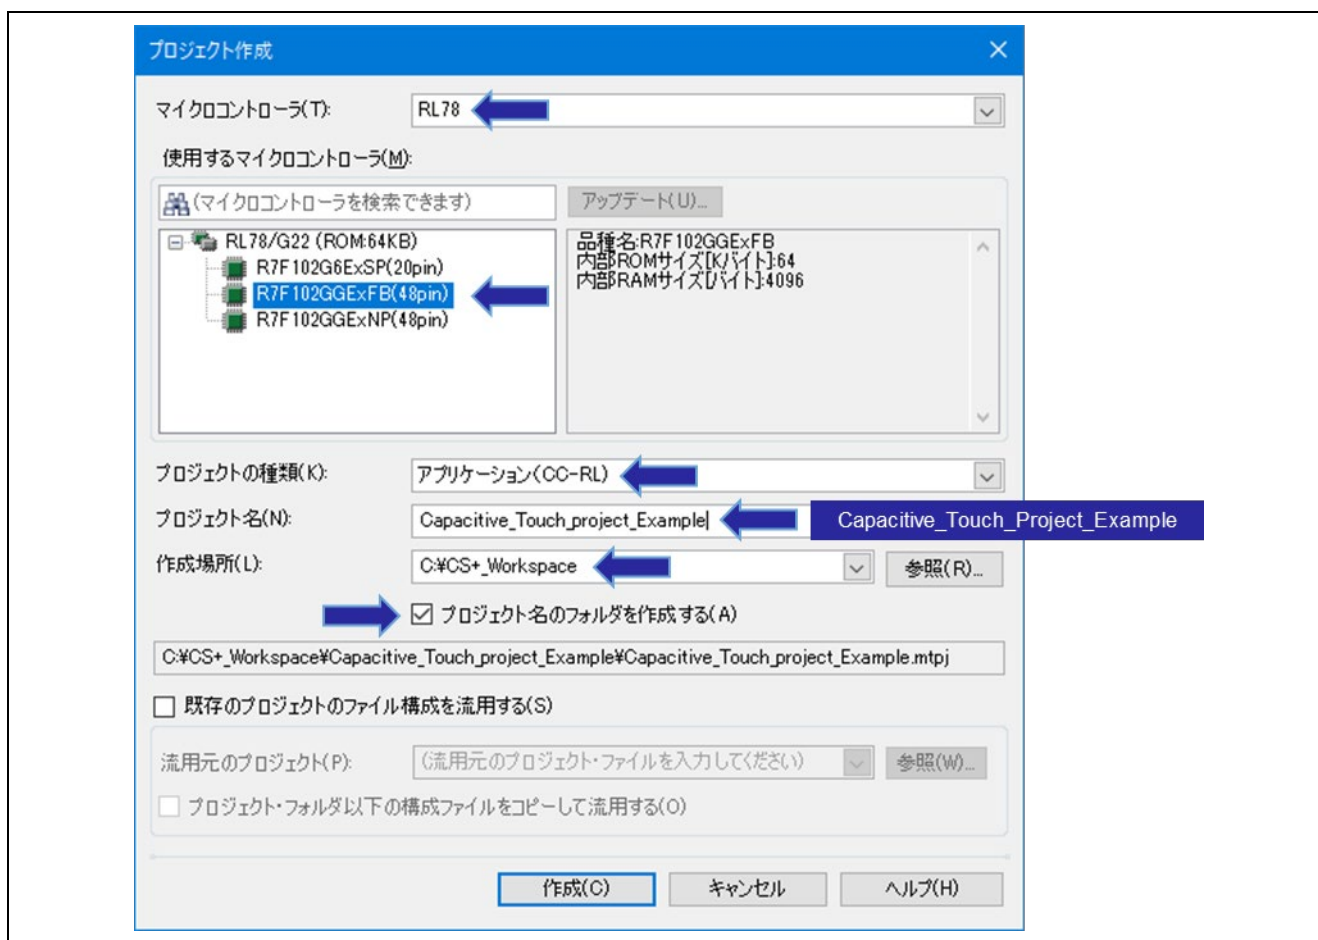 プロジェクト作成
マイクロコントローラ(T): RL78
使用するマイクロコントローラ(M):
(マイクロコントローラを検索できます) アップデート(U)...
RL78/G22 (ROM:64KB)
R7F102G6ExSP(20pin)
R7F102GGExFB(48pin)
R7F102GGExNP(48pin)
品種名:R7F102GGExFB
内部ROMサイズ[Kバイト]:64
内部RAMサイズ[バイト]:4096
プロジェクトの種類(K): アプリケーション(CC-RL)
プロジェクト名(N): Capacitive_Touch_project_Example Capacitive_Touch_Project_Example
作成場所(L): C:¥CS+_Workspace 参照(R)...
プロジェクト名のフォルダを作成する(A)
C:¥CS+_Workspace¥Capacitive_Touch_project_Example¥Capacitive_Touch_project_Example.mtpj
既存のプロジェクトのファイル構成を流用する(S)
流用元のプロジェクト(P): (流用元のプロジェクト・ファイルを入力してください) 参照(W)...
プロジェクト・フォルダ以下の構成ファイルをコピーして流用する(O)
作成(C) キャンセル ヘルプ(H)